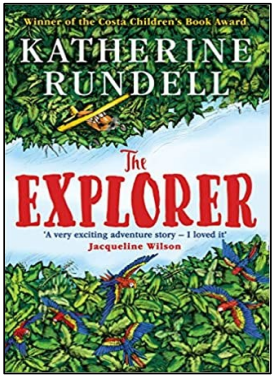 Winner of the Costa Children's Book Award
KATHERINE
RUNDELL
The
EXPLORER
'A very exciting adventure story – I loved it'
Jacqueline Wilson